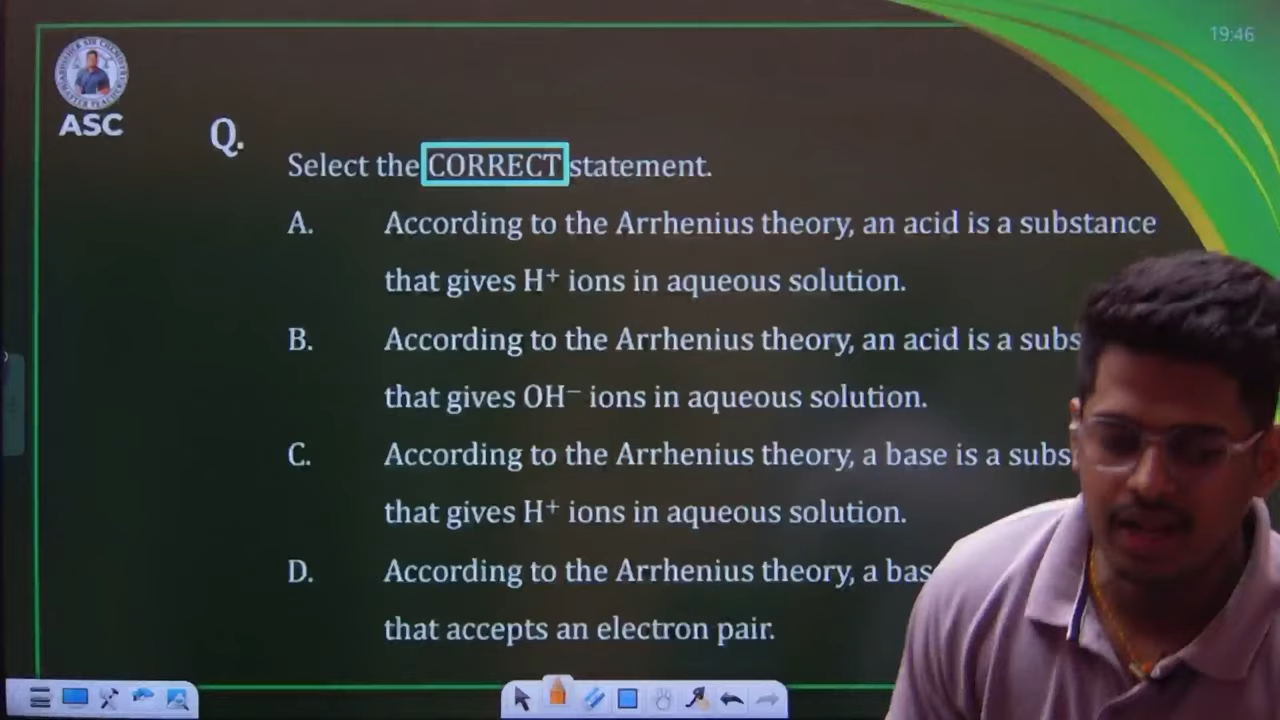 19:46
ASC
Q.
Select the CORRECT statement.
A. According to the Arrhenius theory, an acid is a substance
that gives H⁺ ions in aqueous solution.
B. According to the Arrhenius theory, an acid is a subs
that gives OH⁻ ions in aqueous solution.
C. According to the Arrhenius theory, a base is a subs
that gives H⁺ ions in aqueous solution.
D. According to the Arrhenius theory, a bas
that accepts an electron pair.